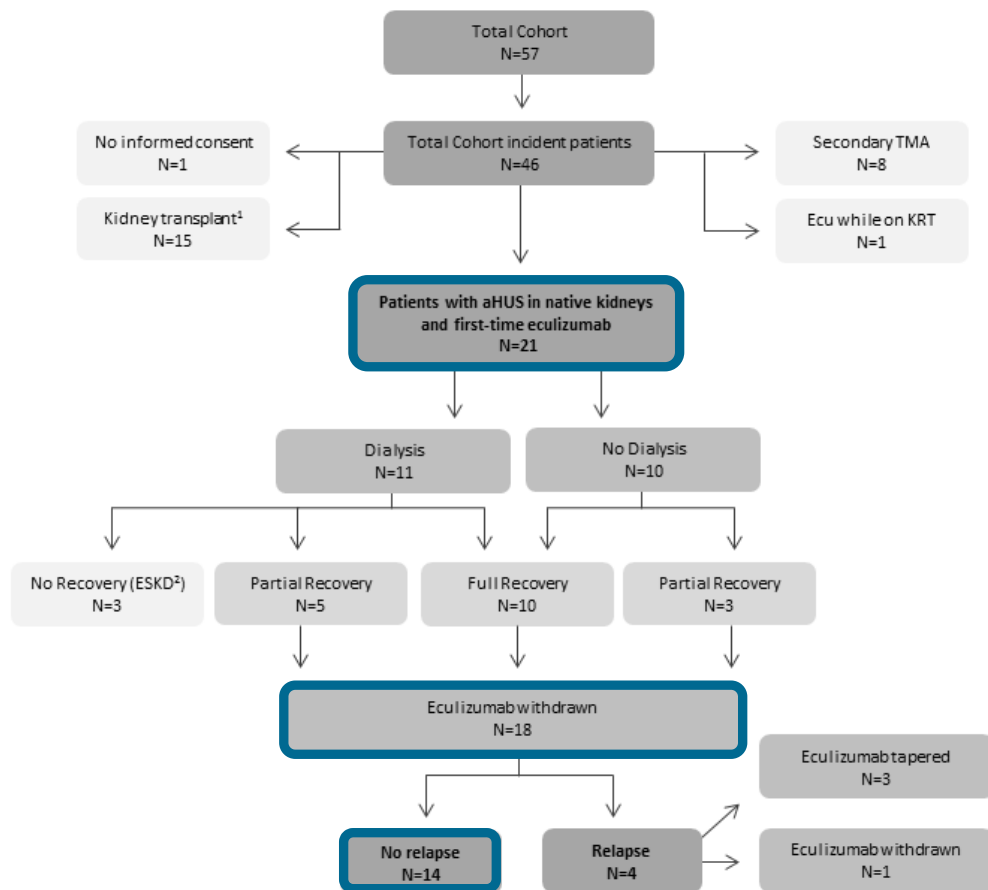 Total Cohort
N=57
No informed consent
N=1
Total Cohort incident patients
N=46
Secondary TMA
N=8
Kidney transplant¹
N=15
Ecu while on KRT
N=1
Patients with aHUS in native kidneys
and first-time eculizumab
N=21
Dialysis
N=11
No Dialysis
N=10
No Recovery (ESKD²)
N=3
Partial Recovery
N=5
Full Recovery
N=10
Partial Recovery
N=3
Eculizumab withdrawn
N=18
Eculizumab tapered
N=3
No relapse
N=14
Relapse
N=4
Eculizumab withdrawn
N=1